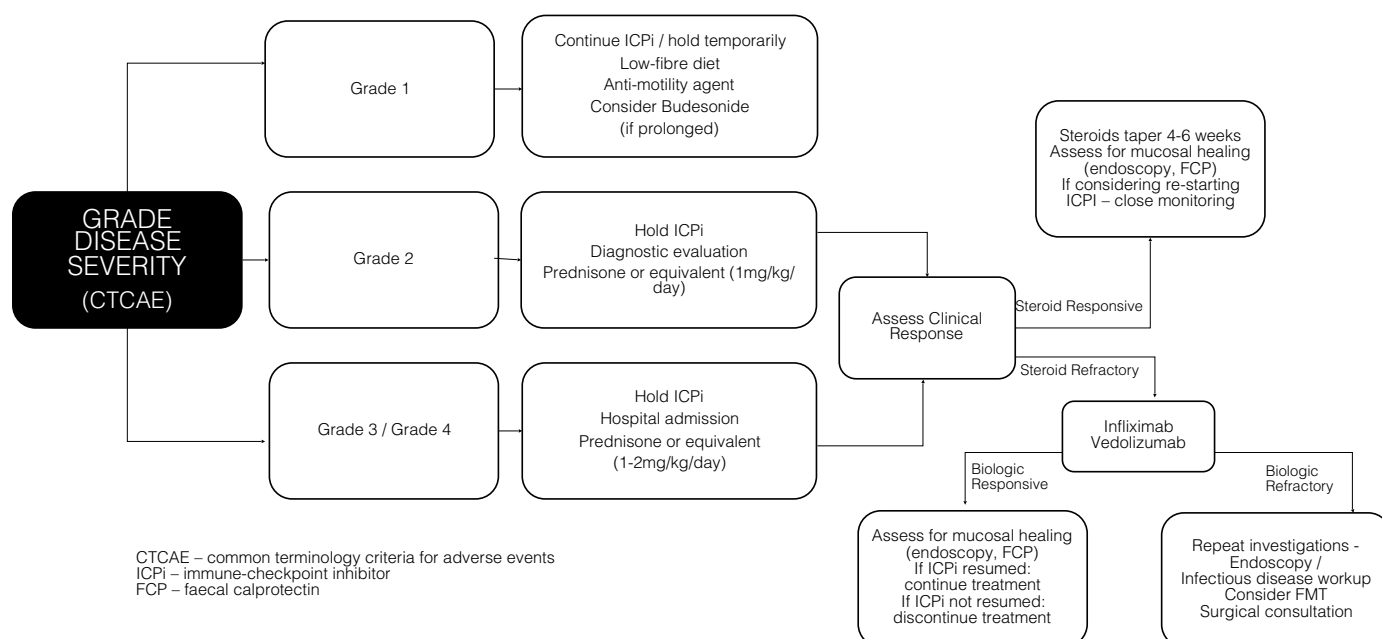 GRADE
DISEASE
SEVERITY
(CTCAE)
Grade 1
Continue ICPi / hold temporarily
Low-fibre diet
Anti-motility agent
Consider Budesonide
(if prolonged)
Grade 2
Hold ICPi
Diagnostic evaluation
Prednisone or equivalent (1mg/kg/
day)
Grade 3 / Grade 4
Hold ICPi
Hospital admission
Prednisone or equivalent
(1-2mg/kg/day)
Assess Clinical
Response
Steroid Responsive
Steroids taper 4-6 weeks
Assess for mucosal healing
(endoscopy, FCP)
If considering re-starting
ICPI – close monitoring
Steroid Refractory
Infliximab
Vedolizumab
Biologic
Responsive
Assess for mucosal healing
(endoscopy, FCP)
If ICPi resumed:
continue treatment
If ICPi not resumed:
discontinue treatment
Biologic
Refractory
Repeat investigations -
Endoscopy /
Infectious disease workup
Consider FMT
Surgical consultation
CTCAE – common terminology criteria for adverse events
ICPi – immune-checkpoint inhibitor
FCP – faecal calprotectin